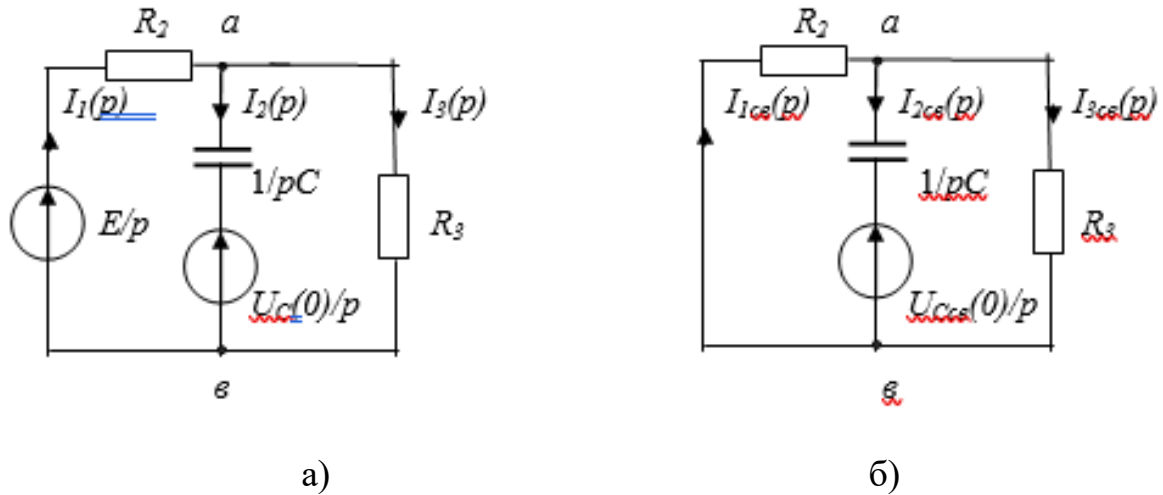 R2 a
I1(p) I2(p) I3(p)
1/pC
E/p
R3
UC(0)/p
в
а)
R2 a
I1св(p) I2св(p) I3св(p)
1/pC
R3
UCсв(0)/p
в
б)